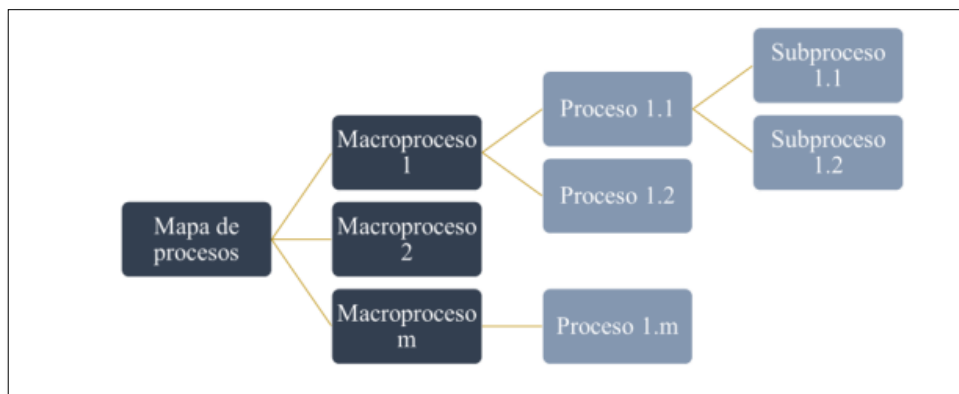 Mapa de
procesos
Macroproceso
1
Macroproceso
2
Macroproceso
m
Proceso 1.1
Proceso 1.2
Proceso 1.m
Subproceso
1.1
Subproceso
1.2